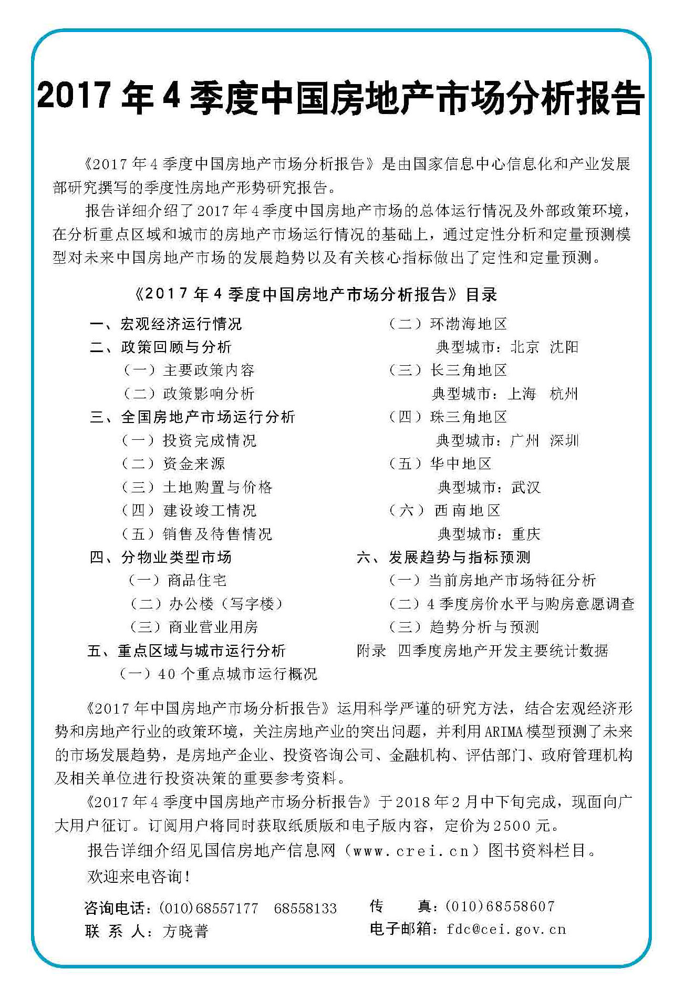 2017 年 4 季度中国房地产市场分析报告
《2017 年 4 季度中国房地产市场分析报告》是由国家信息中心信息化和产业发展
部研究撰写的季度性房地产形势研究报告。
报告详细介绍了 2017 年 4 季度中国房地产市场的总体运行情况及外部政策环境，
在分析重点区域和城市的房地产市场运行情况的基础上，通过定性分析和定量预测模
型对未来中国房地产市场的发展趋势以及有关核心指标做出了定性和定量预测。
《2017 年 4 季度中国房地产市场分析报告》目录
一、宏观经济运行情况
二、政策回顾与分析
（一）主要政策内容
（二）政策影响分析
三、全国房地产市场运行分析
（一）投资完成情况
（二）资金来源
（三）土地购置与价格
（四）建设竣工情况
（五）销售及待售情况
四、分物业类型市场
（一）商品住宅
（二）办公楼（写字楼）
（三）商业营业用房
五、重点区域与城市运行分析
（一）40 个重点城市运行概况
（二）环渤海地区
典型城市：北京 沈阳
（三）长三角地区
典型城市：上海 杭州
（四）珠三角地区
典型城市：广州 深圳
（五）华中地区
典型城市：武汉
（六）西南地区
典型城市：重庆
六、发展趋势与指标预测
（一）当前房地产市场特征分析
（二）4 季度房价水平与购房意愿调查
（三）趋势分析与预测
附录 四季度房地产开发主要统计数据
《2017 年中国房地产市场分析报告》运用科学严谨的研究方法，结合宏观经济形
势和房地产行业的政策环境，关注房地产业的突出问题，并利用 ARIMA 模型预测了未来
的市场发展趋势，是房地产企业、投资咨询公司、金融机构、评估部门、政府管理机构
及相关单位进行投资决策的重要参考资料。
《2017 年 4 季度中国房地产市场分析报告》于 2018 年 2 月中下旬完成，现面向广
大用户征订。订阅用户将同时获取纸质版和电子版内容，定价为 2500 元。
报告详细介绍见国信房地产信息网（www.crei.cn）图书资料栏目。
欢迎来电咨询！
咨询电话：(010)68557177 68558133
联 系 人：方晓菁
传 真：(010)68558607
电子邮箱：fdc@cei.gov.cn